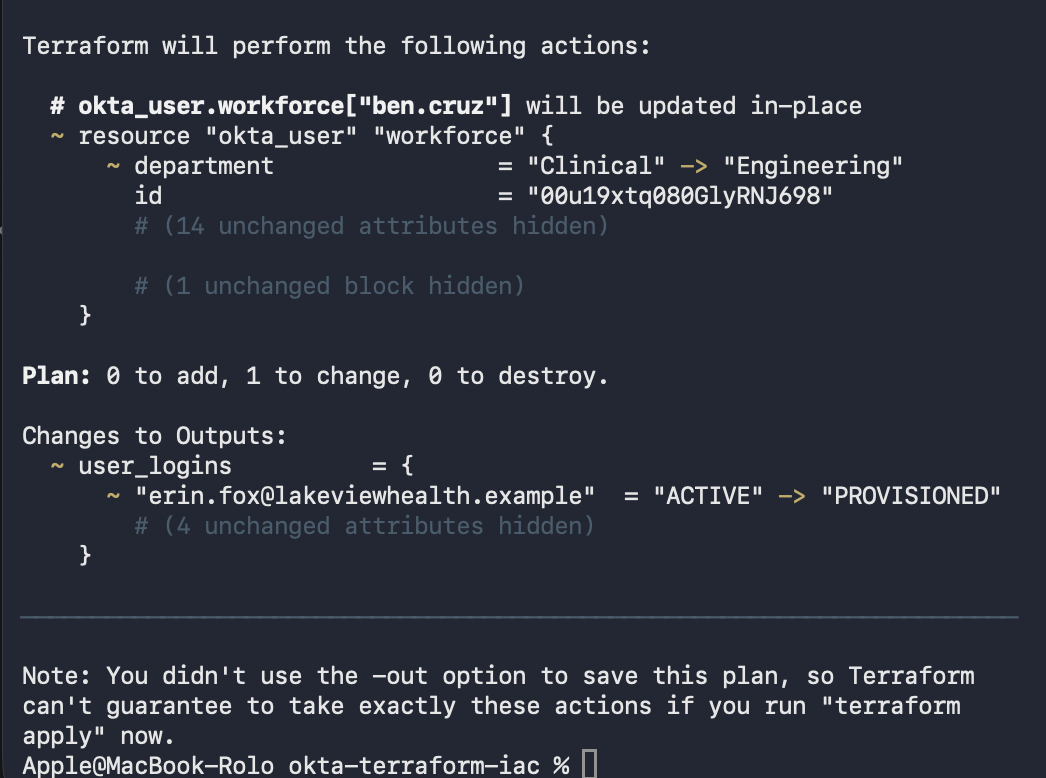 Terraform will perform the following actions:
# okta_user.workforce["ben.cruz"] will be updated in-place
~ resource "okta_user" "workforce" {
~ department = "Clinical" -> "Engineering"
id = "00u19xtq080GlyRNJ698"
# (14 unchanged attributes hidden)
# (1 unchanged block hidden)
}
Plan: 0 to add, 1 to change, 0 to destroy.
Changes to Outputs:
~ user_logins = {
~ "erin.fox@lakeviewhealth.example" = "ACTIVE" -> "PROVISIONED"
# (4 unchanged attributes hidden)
}
Note: You didn't use the -out option to save this plan, so Terraform
can't guarantee to take exactly these actions if you run "terraform
apply" now.
Apple@MacBook-Rolo okta-terraform-iac %